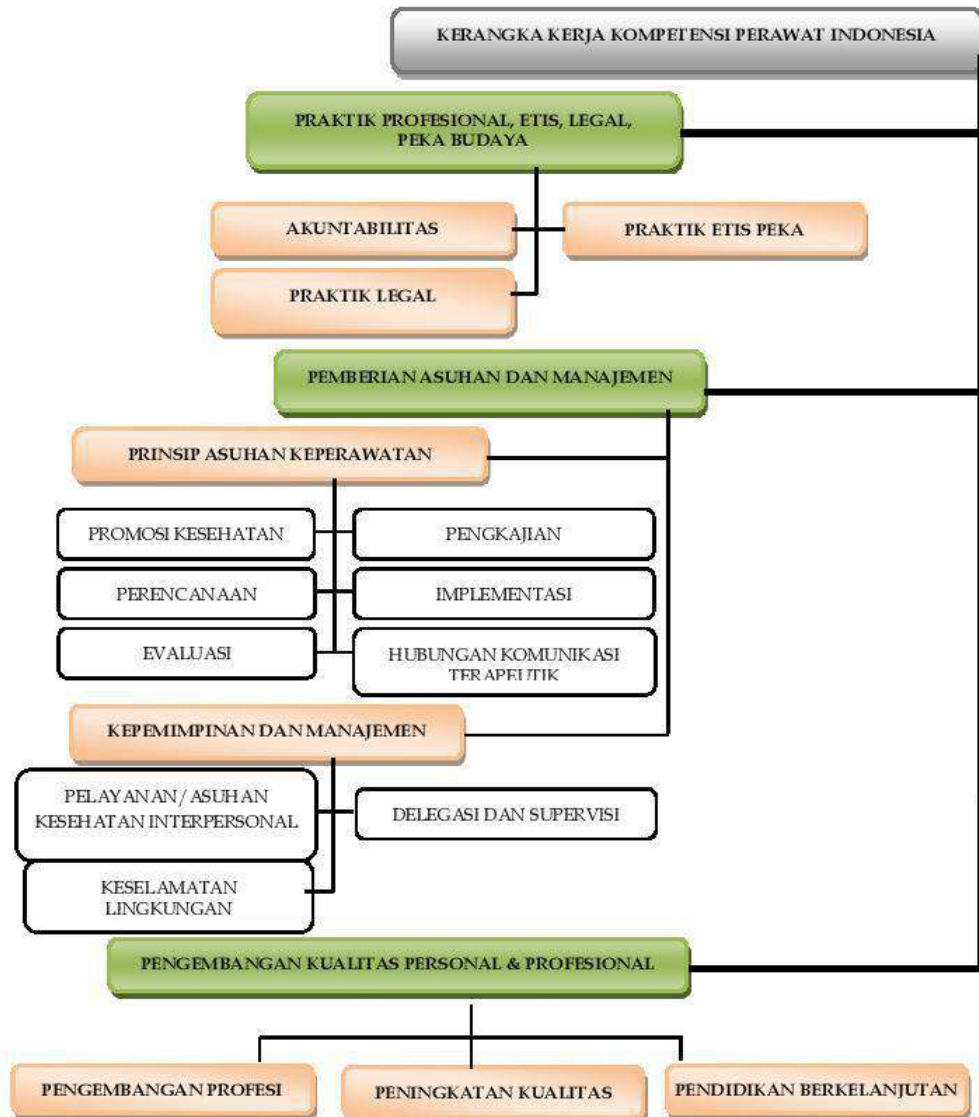 KERANGKA KERJA KOMPETENSI PERAWAT INDONESIA
PRAKTIK PROFESIONAL, ETIS, LEGAL,
PEKA BUDAYA
AKUNTABILITAS
PRAKTIK ETIS PEKA
PRAKTIK LEGAL
PEMBERIAN ASUHAN DAN MANAJEMEN
PRINSIP ASUHAN KEPERAWATAN
PROMOSI KESEHATAN
PENGKAJIAN
PERENCANAAN
IMPLEMENTASI
EVALUASI
HUBUNGAN KOMUNIKASI
TERAPEUTIK
KEPEMIMPINAN DAN MANAJEMEN
PELAYANAN/ASUHAN
KESEHATAN INTERPERSONAL
DELEGASI DAN SUPERVISI
KESELAMATAN
LINGKUNGAN
PENGEMBANGAN KUALITAS PERSONAL & PROFESIONAL
PENGEMBANGAN PROFESI
PENINGKATAN KUALITAS
PENDIDIKAN BERKELANJUTAN